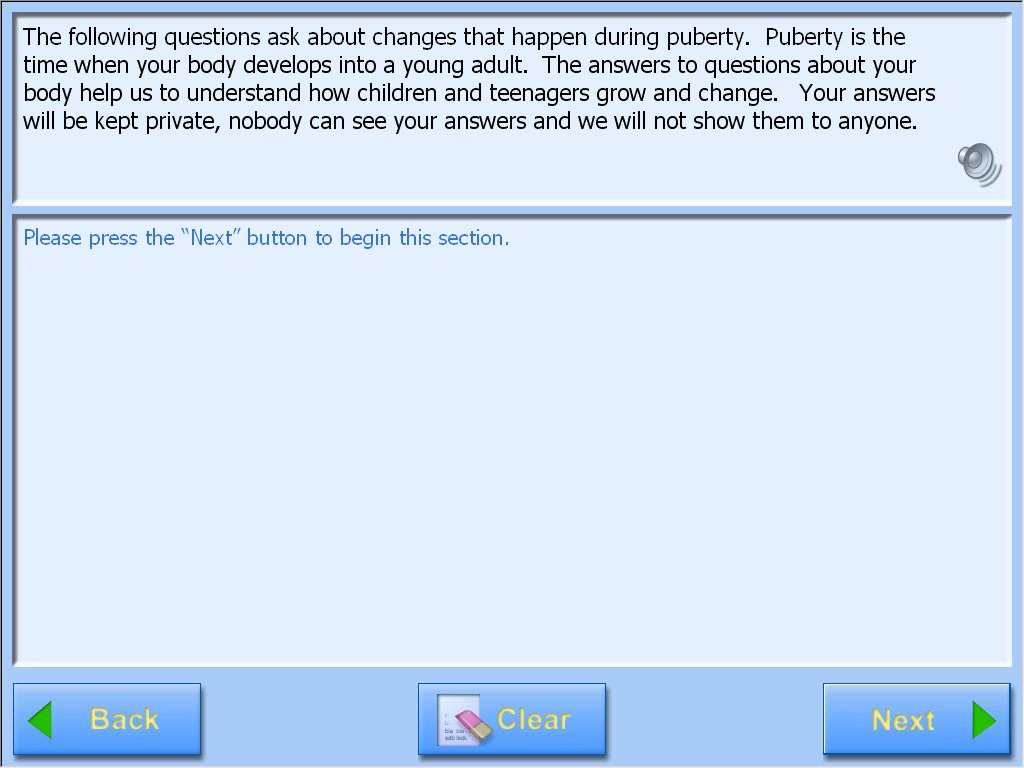 The following questions ask about changes that happen during puberty.  Puberty is the
time when your body develops into a young adult.  The answers to questions about your
body help us to understand how children and teenagers grow and change.   Your answers
will be kept private, nobody can see your answers and we will not show them to anyone.
Please press the “Next” button to begin this section.
Back
Clear
Next